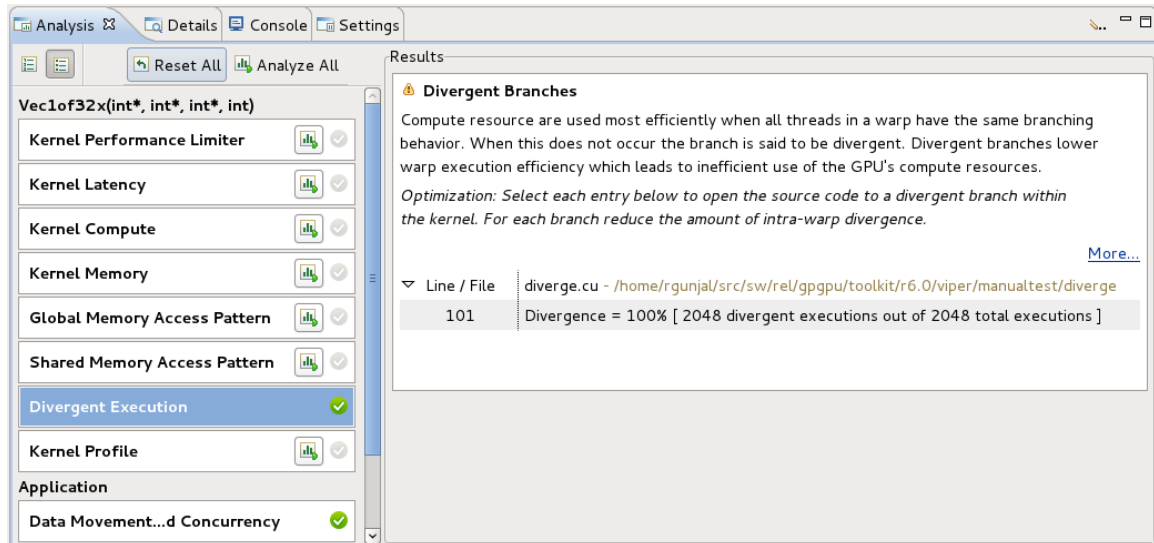 Analysis Details Console Settings
Reset All Analyze All
Vec1of32x(int*, int*, int*, int)
Kernel Performance Limiter
Kernel Latency
Kernel Compute
Kernel Memory
Global Memory Access Pattern
Shared Memory Access Pattern
Divergent Execution
Kernel Profile
Application
Data Movement...d Concurrency
Results
Divergent Branches
Compute resource are used most efficiently when all threads in a warp have the same branching
behavior. When this does not occur the branch is said to be divergent. Divergent branches lower
warp execution efficiency which leads to inefficient use of the GPU's compute resources.
Optimization: Select each entry below to open the source code to a divergent branch within
the kernel. For each branch reduce the amount of intra-warp divergence.
More...
Line / File diverge.cu - /home/rgunjal/src/sw/rel/gpgpu/toolkit/r6.0/viper/manualtest/diverge
101 Divergence = 100% [ 2048 divergent executions out of 2048 total executions ]